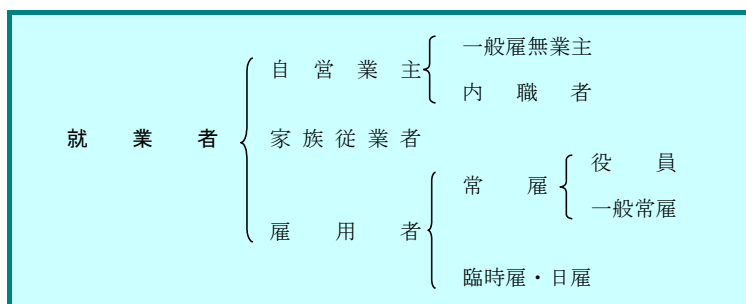 一般雇無業主
自営業主
内職者
就業者
家族従業者
役員
常雇
一般常雇
雇用者
臨時雇・日雇